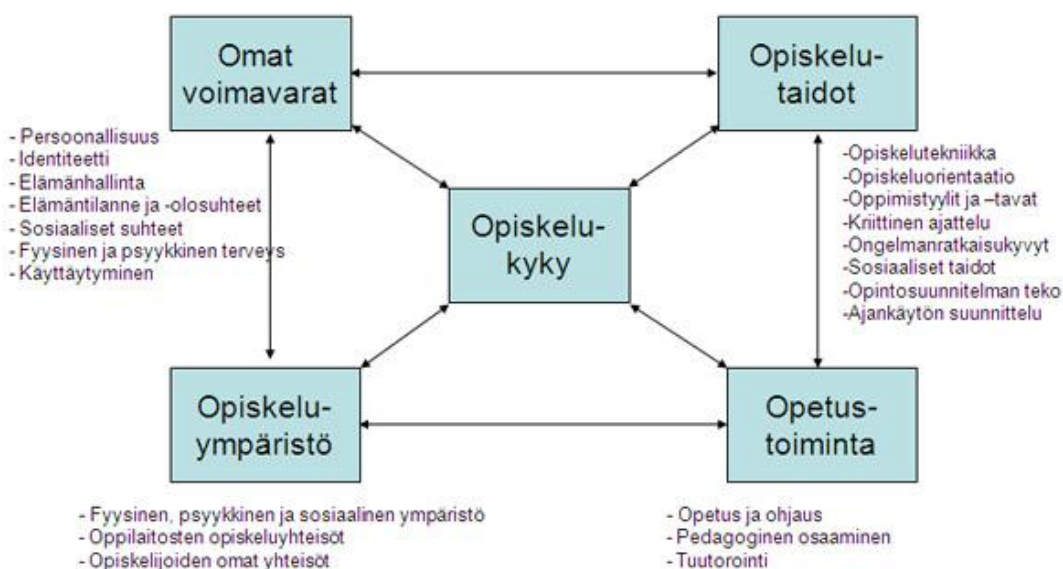 Omat
voimavarat
- Persoonallisuus
- Identiteetti
- Elämänhallinta
- Elämäntilanne ja -olosuhteet
- Sosiaaliset suhteet
- Fyysinen ja psyykkinen terveys
- Käyttäytyminen
Opiskelu-
taidot
-Opiskelutekniikka
-Opiskeluorientaatio
-Oppimistyylit ja –tavat
-Kriittinen ajattelu
-Ongelmanratkaisukyvyt
-Sosiaaliset taidot
-Opintosuunnitelman teko
-Ajankäytön suunnittelu
Opiskelu-
kyky
Opiskelu-
ympäristö
- Fyysinen, psyykkinen ja sosiaalinen ympäristö
- Oppilaitosten opiskeluyhteisöt
- Opiskelijoiden omat yhteisöt
Opetus-
toiminta
- Opetus ja ohjaus
- Pedagoginen osaaminen
- Tuutorointi